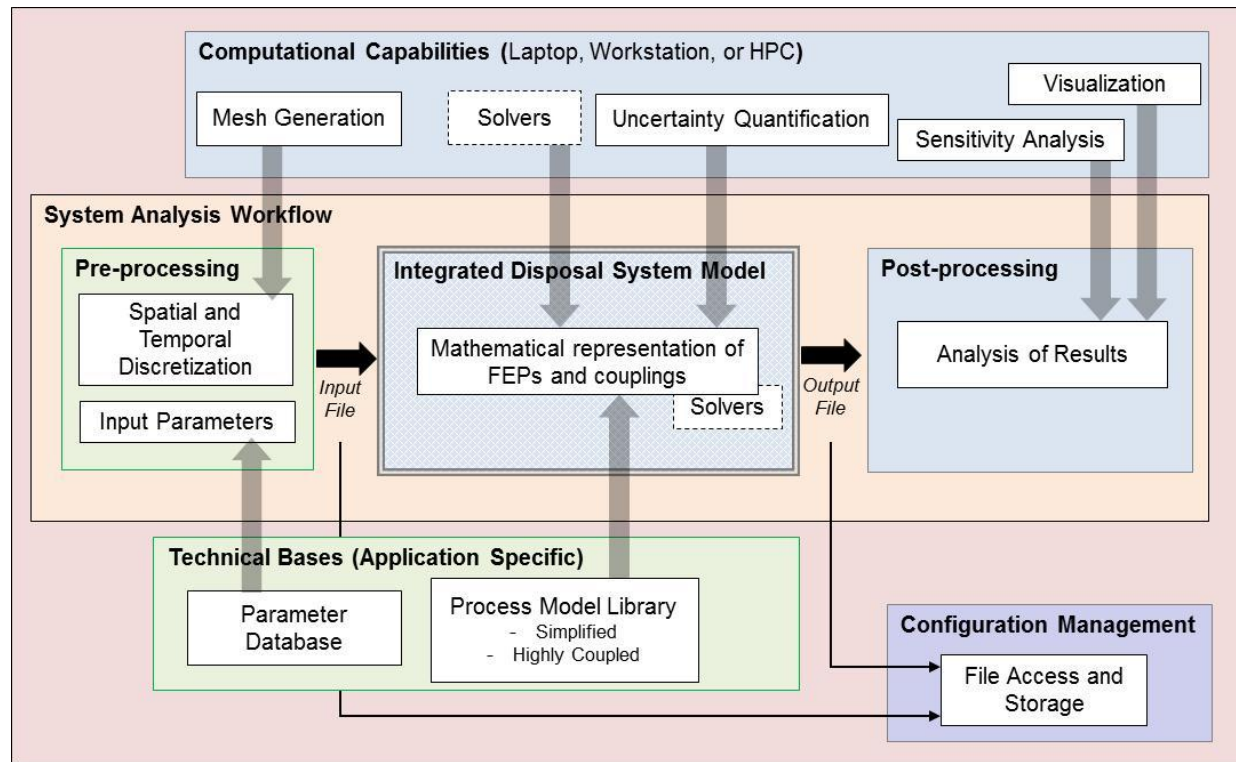 Computational Capabilities (Laptop, Workstation, or HPC)
Mesh Generation
Solvers
Uncertainty Quantification
Visualization
Sensitivity Analysis
System Analysis Workflow
Pre-processing
Spatial and
Temporal
Discretization
Input Parameters
Input
File
Integrated Disposal System Model
Mathematical representation of
FEPs and couplings
Solvers
Output
File
Post-processing
Analysis of Results
Technical Bases (Application Specific)
Parameter
Database
Process Model Library
- Simplified
- Highly Coupled
Configuration Management
File Access and
Storage